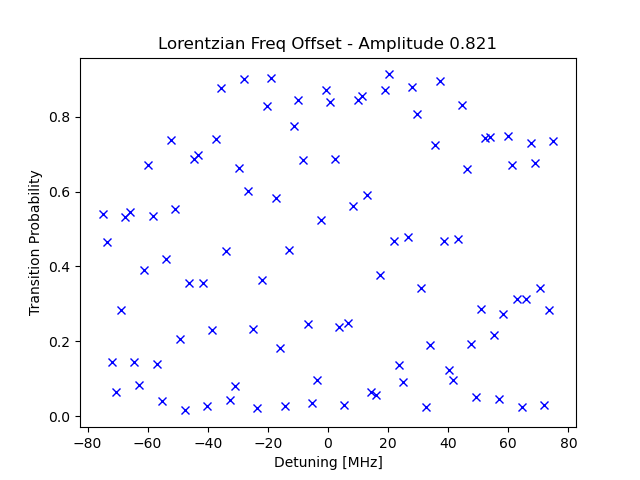 Lorentzian Freq Offset - Amplitude 0.821
0.8
0.6
0.4
0.2
0.0
Transition Probability
−80 −60 −40 −20 0 20 40 60 80
Detuning [MHz]